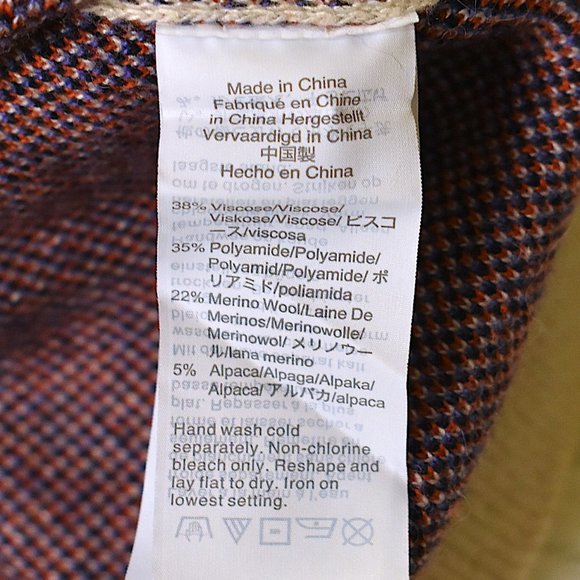 Made in China
Fabriqué en Chine
in China Hergestellt
Vervaardigd in China
中国製
Hecho en China
38% Viscose/Viscose/
Viskose/Viscose/ ビスコ
ース/viscosa
35% Polyamide/Polyamide/
Polyamid/Polyamide/ ポ
リアミド/poliamida
22% Merino Wool/Laine De
Merinos/Merinowolle/
Merinowol/ メリノウー
ル/lana merino
5% Alpaca/Alpaga/Alpaka/
Alpaca/ アルパカ/alpaca
Hand wash cold
separately. Non-chlorine
bleach only. Reshape and
lay flat to dry. Iron on
lowest setting.